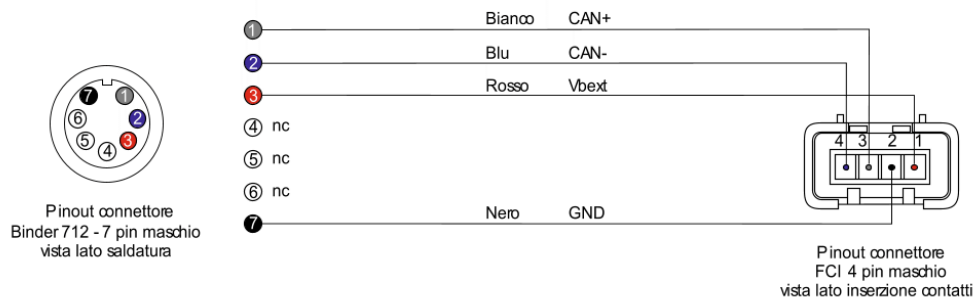 Bianco CAN+
1
Blu CAN-
2
Rosso Vbext
3
4 nc
5 nc
6 nc
Nero GND
7
7 1
6 2
5 3
4
Pinout connettore
Binder 712 - 7 pin maschio
vista lato saldatura
4 3 2 1
Pinout connettore
FCI 4 pin maschio
vista lato inserzione contatti